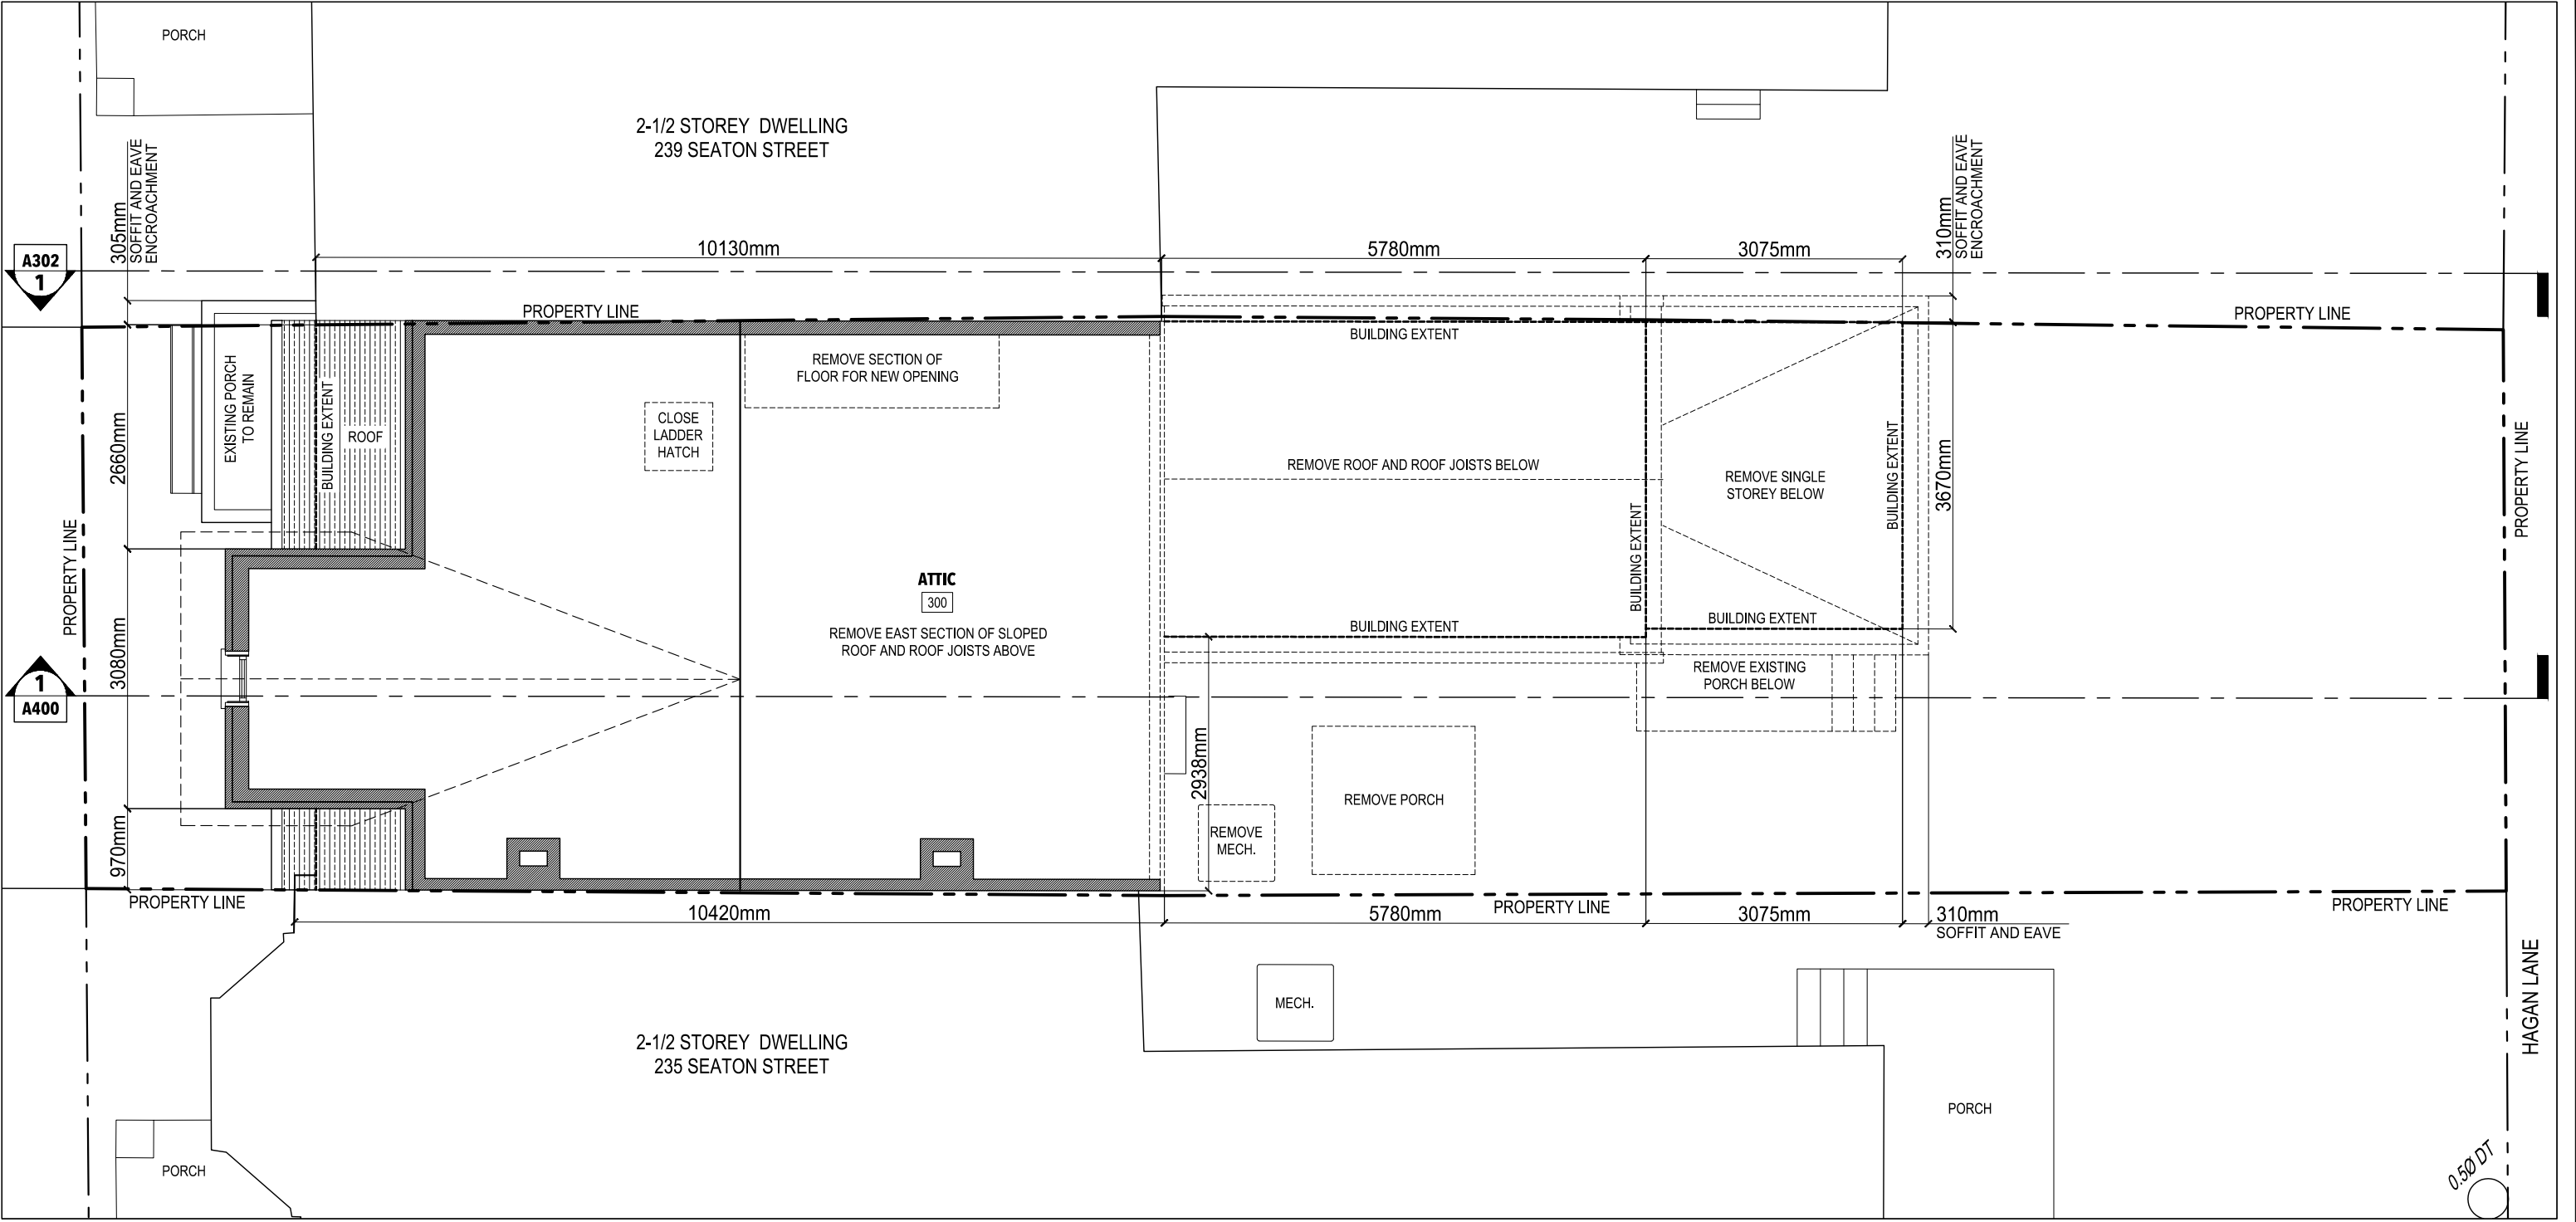 PORCH
2-1/2 STOREY DWELLING
239 SEATON STREET
305mm
SOFFIT AND EAVE
ENCROACHMENT
310mm
SOFFIT AND EAVE
ENCROACHMENT
A302
1
10130mm
5780mm
3075mm
PROPERTY LINE
PROPERTY LINE
BUILDING EXTENT
EXISTING PORCH
TO REMAIN
BUILDING EXTENT
ROOF
2660mm
REMOVE SECTION OF
FLOOR FOR NEW OPENING
CLOSE
LADDER
HATCH
REMOVE ROOF AND ROOF JOISTS BELOW
REMOVE SINGLE
STOREY BELOW
BUILDING EXTENT
BUILDING EXTENT
3670mm
PROPERTY LINE
PROPERTY LINE
ATTIC
300
REMOVE EAST SECTION OF SLOPED
ROOF AND ROOF JOISTS ABOVE
BUILDING EXTENT
BUILDING EXTENT
3080mm
1
A400
REMOVE EXISTING
PORCH BELOW
2938mm
REMOVE PORCH
REMOVE
MECH.
970mm
PROPERTY LINE
10420mm
5780mm
PROPERTY LINE
3075mm
310mm
SOFFIT AND EAVE
PROPERTY LINE
HAGAN LANE
MECH.
2-1/2 STOREY DWELLING
235 SEATON STREET
PORCH
PORCH
0.5Ø DT